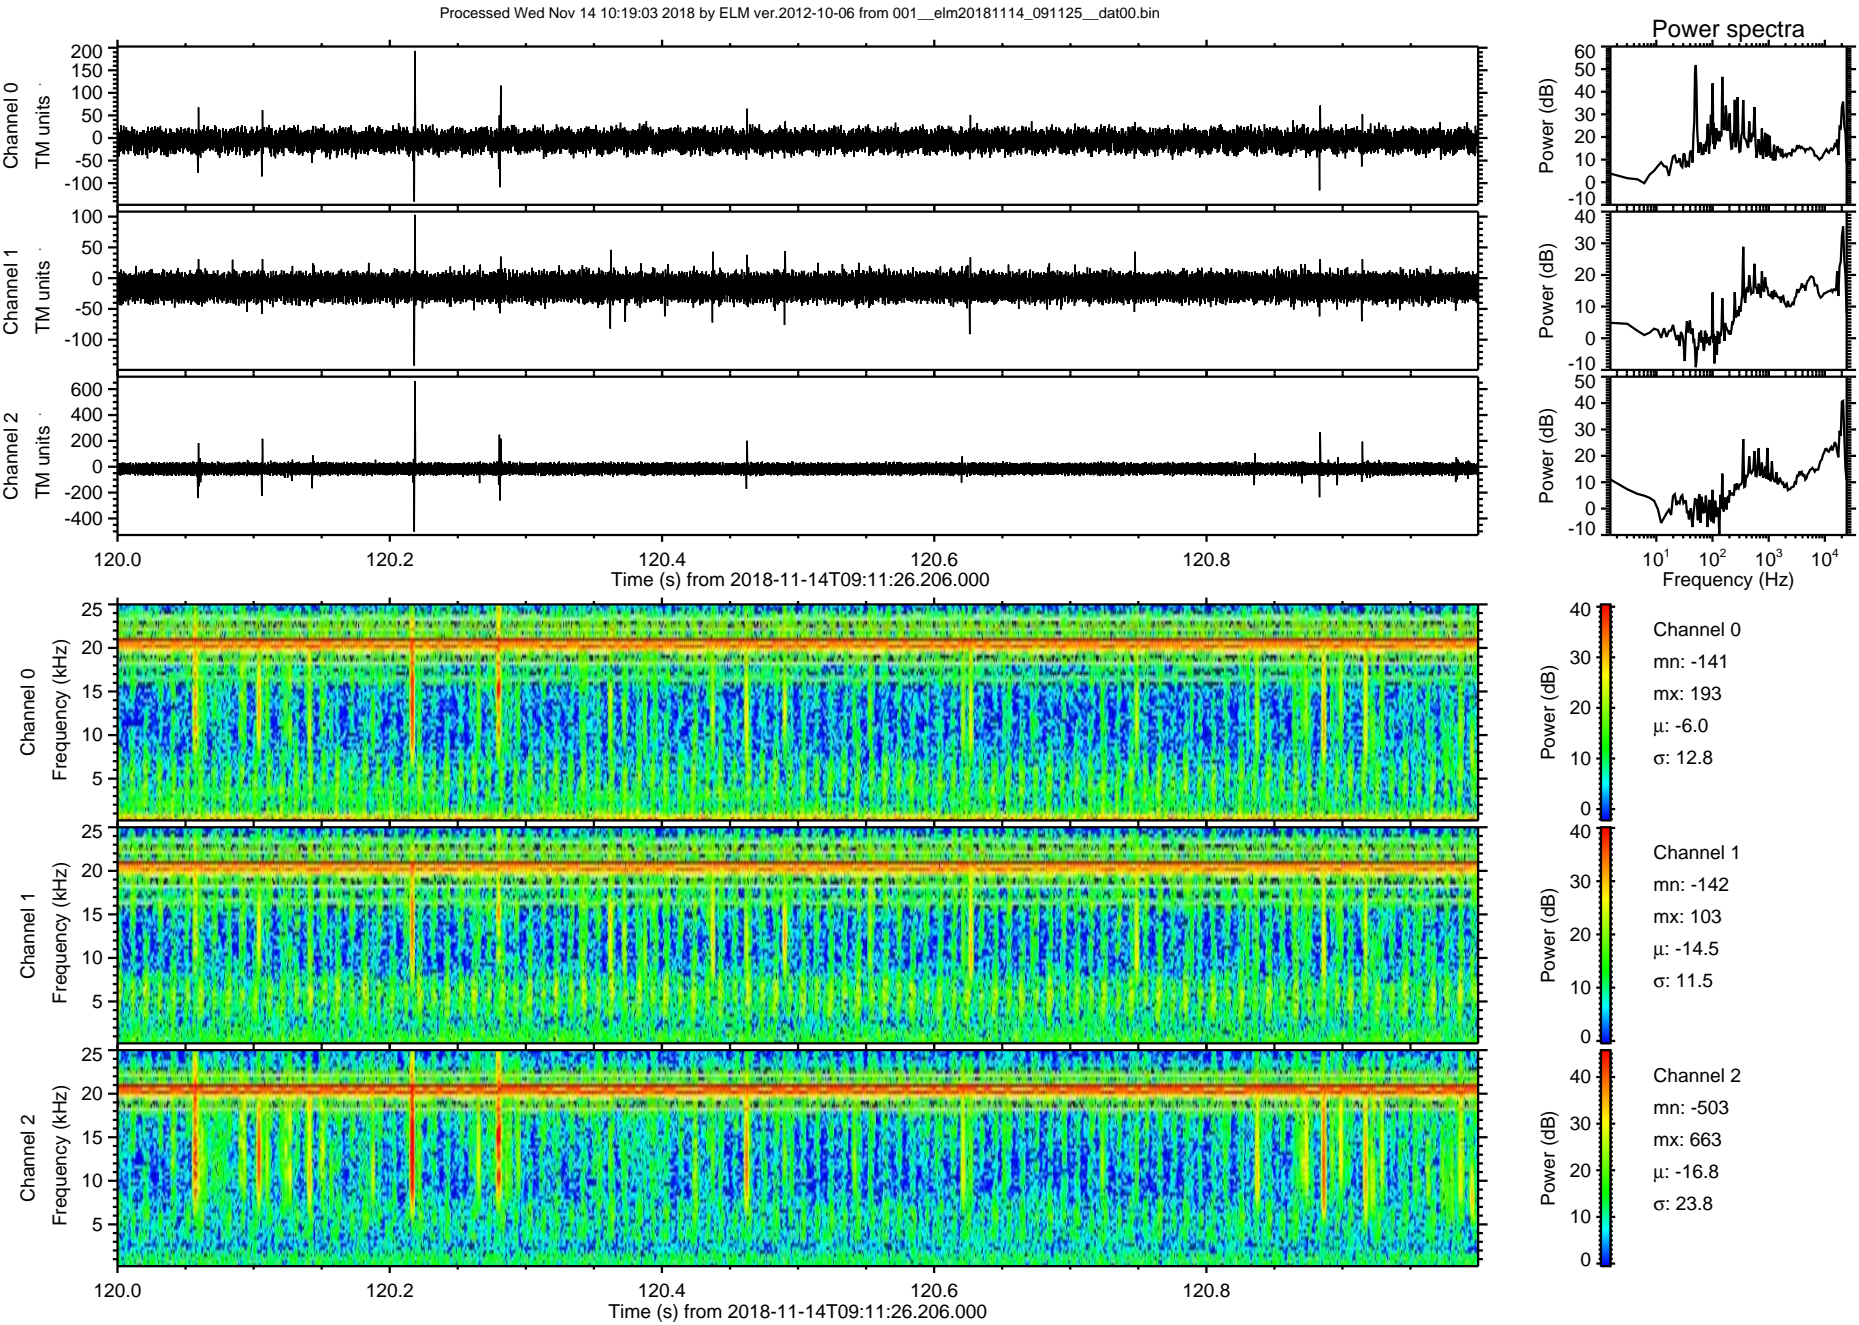 Processed Wed Nov 14 10:19:03 2018 by ELM ver.2012-10-06 from 001__elm20181114_091125__dat00.bin
Power spectra
Channel 0
TM units
200
150
100
50
0
-50
-100
Power (dB)
60
50
40
30
20
10
0
-10
Channel 1
TM units
100
50
0
-50
-100
Power (dB)
40
30
20
10
0
-10
Channel 2
TM units
600
400
200
0
-200
-400
Power (dB)
50
40
30
20
10
0
-10
120.0 120.2 120.4 120.6 120.8
Time (s) from 2018-11-14T09:11:26.206.000
10¹ 10² 10³ 10⁴
Frequency (Hz)
Channel 0
Frequency (kHz)
25
20
15
10
5
Power (dB)
40
30
20
10
0
Channel 0
mn: -141
mx: 193
μ: -6.0
σ: 12.8
Channel 1
Frequency (kHz)
25
20
15
10
5
Power (dB)
40
30
20
10
0
Channel 1
mn: -142
mx: 103
μ: -14.5
σ: 11.5
Channel 2
Frequency (kHz)
25
20
15
10
5
Power (dB)
40
30
20
10
0
Channel 2
mn: -503
mx: 663
μ: -16.8
σ: 23.8
120.0 120.2 120.4 120.6 120.8
Time (s) from 2018-11-14T09:11:26.206.000